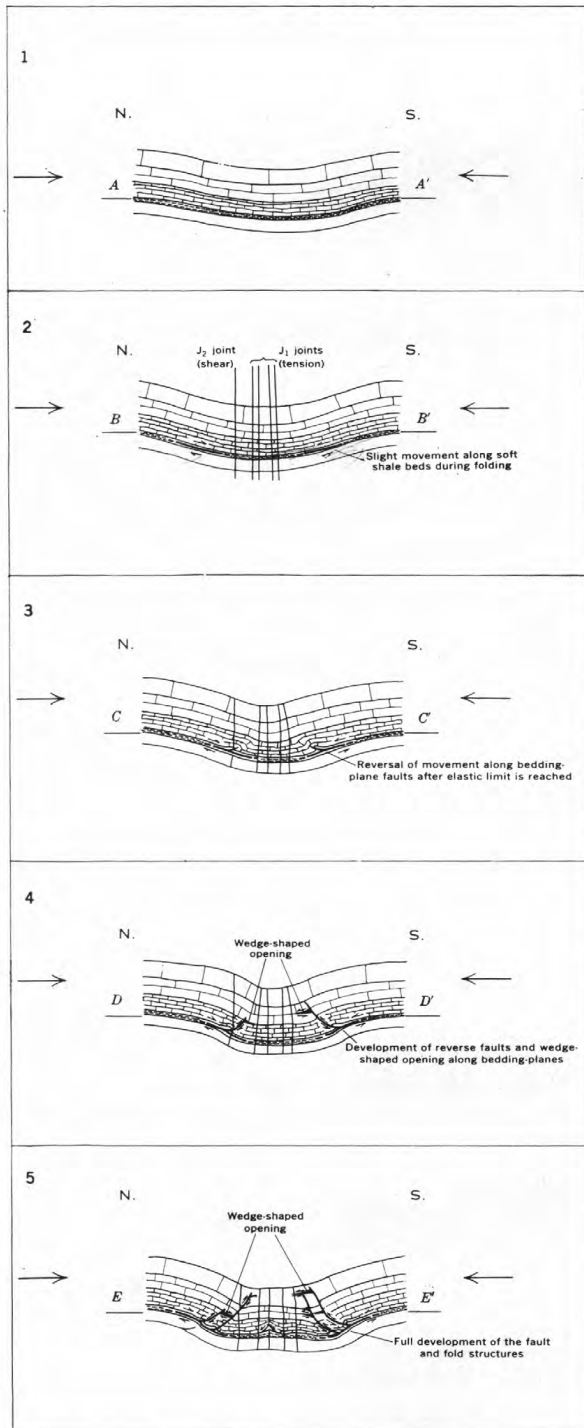 1
N. S.
A A'
2
J₂ joint J₁ joints
(shear) (tension)
N. S.
B B'
Slight movement along soft
shale beds during folding
3
N. S.
C C'
Reversal of movement along bedding-
plane faults after elastic limit is reached
4
N. S.
Wedge-shaped
opening
D D'
Development of reverse faults and wedge-
shaped opening along bedding-planes
5
N. S.
Wedge-shaped
opening
E E'
Full development of the fault
and fold structures